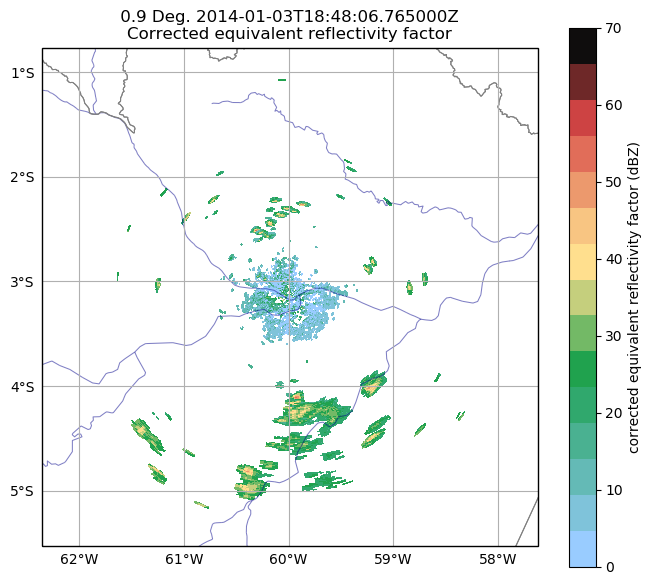 0.9 Deg. 2014-01-03T18:48:06.765000Z
Corrected equivalent reflectivity factor
1°S
2°S
3°S
4°S
5°S
62°W 61°W 60°W 59°W 58°W
70
60
50
40
30
20
10
0
corrected equivalent reflectivity factor (dBZ)